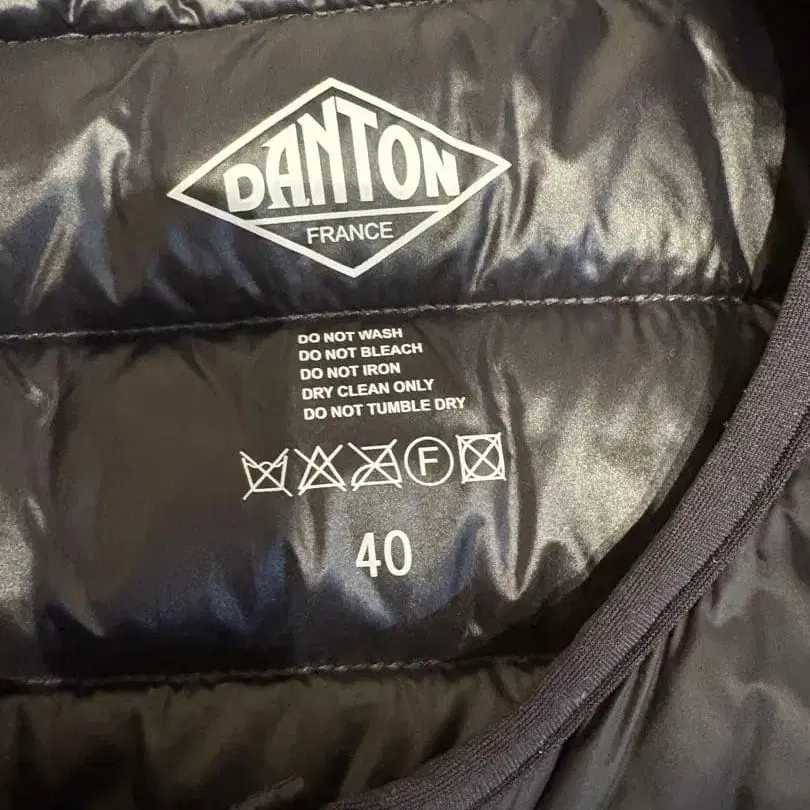 DANTON
FRANCE
DO NOT WASH
DO NOT BLEACH
DO NOT IRON
DRY CLEAN ONLY
DO NOT TUMBLE DRY
F
40